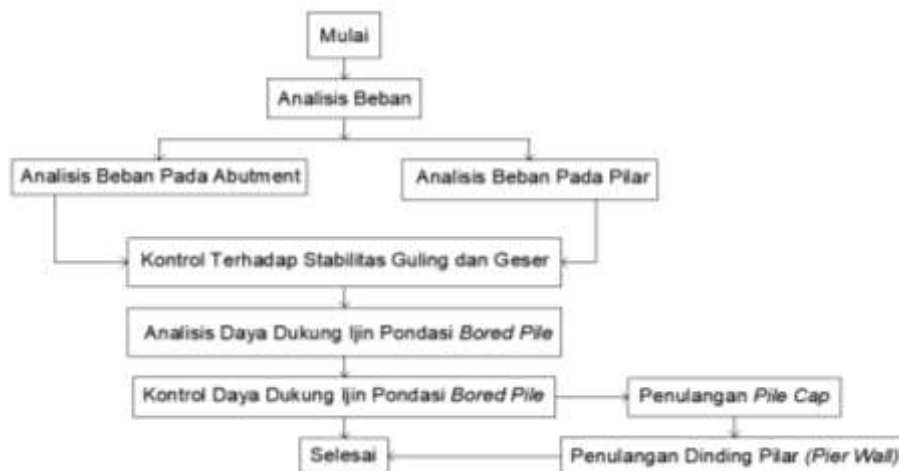 Mulai
Analisis Beban
Analisis Beban Pada Abutment
Analisis Beban Pada Pilar
Kontrol Terhadap Stabilitas Guling dan Geser
Analisis Daya Dukung Ijin Pondasi Bored Pile
Kontrol Daya Dukung Ijin Pondasi Bored Pile
Penulangan Pile Cap
Selesai
Penulangan Dinding Pilar (Pier Wall)